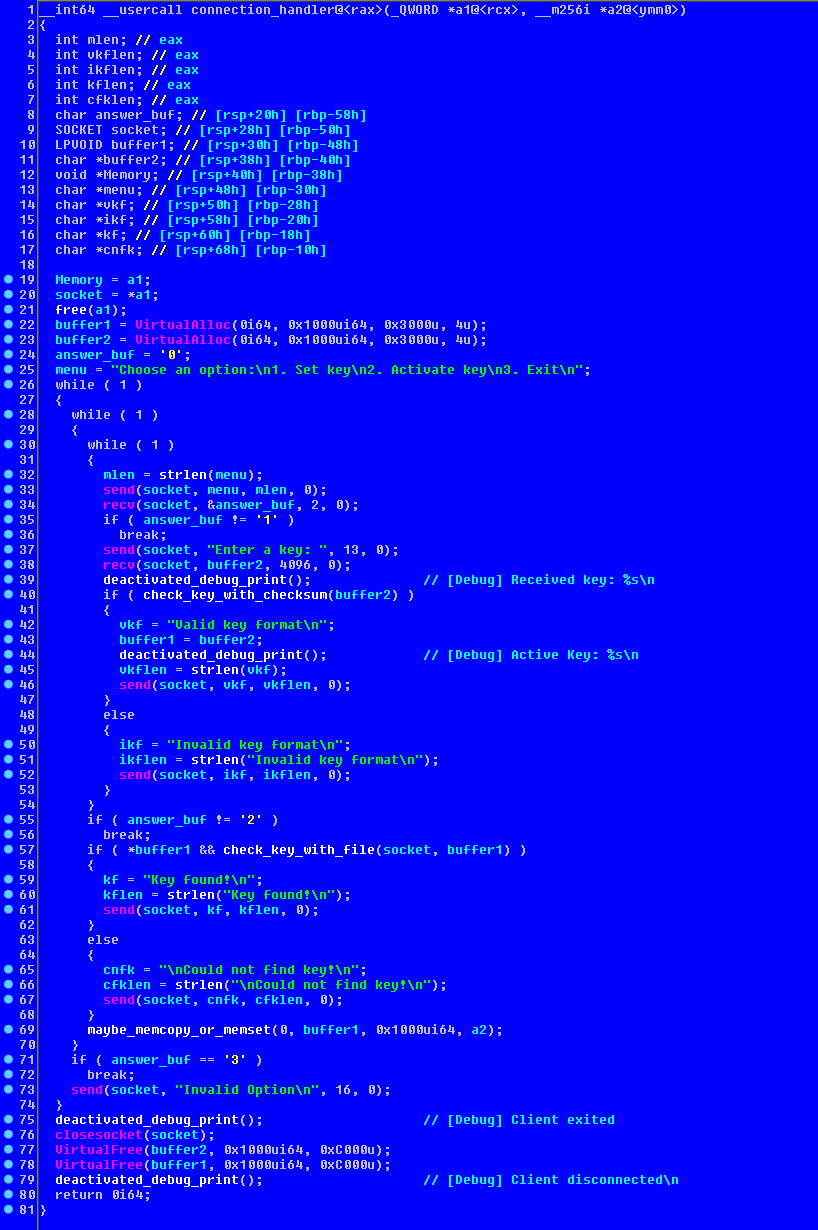 1 __int64 __usercall connection_handler@<rax>(_QWORD *a1@<rcx>, __m256i *a2@<ymm0>)
2 {
3   int mlen; // eax
4   int vkflen; // eax
5   int ikflen; // eax
6   int kflen; // eax
7   int cfklen; // eax
8   char answer_buf; // [rsp+20h] [rbp-58h]
9   SOCKET socket; // [rsp+28h] [rbp-50h]
10   LPVOID buffer1; // [rsp+30h] [rbp-48h]
11   char *buffer2; // [rsp+38h] [rbp-40h]
12   void *Memory; // [rsp+40h] [rbp-38h]
13   char *menu; // [rsp+48h] [rbp-30h]
14   char *vkf; // [rsp+50h] [rbp-28h]
15   char *ikf; // [rsp+58h] [rbp-20h]
16   char *kf; // [rsp+60h] [rbp-18h]
17   char *cnfk; // [rsp+68h] [rbp-10h]
18
19   Memory = a1;
20   socket = *a1;
21   free(a1);
22   buffer1 = VirtualAlloc(0i64, 0x1000ui64, 0x3000u, 4u);
23   buffer2 = VirtualAlloc(0i64, 0x1000ui64, 0x3000u, 4u);
24   answer_buf = '0';
25   menu = "Choose an option:\n1. Set key\n2. Activate key\n3. Exit\n";
26   while ( 1 )
27   {
28     while ( 1 )
29     {
30       while ( 1 )
31       {
32         mlen = strlen(menu);
33         send(socket, menu, mlen, 0);
34         recv(socket, &answer_buf, 2, 0);
35         if ( answer_buf != '1' )
36           break;
37         send(socket, "Enter a key: ", 13, 0);
38         recv(socket, buffer2, 4096, 0);
39         deactivated_debug_print();              // [Debug] Received key: %s\n
40         if ( check_key_with_checksum(buffer2) )
41         {
42           vkf = "Valid key format\n";
43           buffer1 = buffer2;
44           deactivated_debug_print();            // [Debug] Active Key: %s\n
45           vkflen = strlen(vkf);
46           send(socket, vkf, vkflen, 0);
47         }
48         else
49         {
50           ikf = "Invalid key format\n";
51           ikflen = strlen("Invalid key format\n");
52           send(socket, ikf, ikflen, 0);
53         }
54       }
55       if ( answer_buf != '2' )
56         break;
57       if ( *buffer1 && check_key_with_file(socket, buffer1) )
58       {
59         kf = "Key found!\n";
60         kflen = strlen("Key found!\n");
61         send(socket, kf, kflen, 0);
62       }
63       else
64       {
65         cnfk = "\nCould not find key!\n";
66         cfklen = strlen("\nCould not find key!\n");
67         send(socket, cnfk, cfklen, 0);
68       }
69       maybe_memcopy_or_memset(0, buffer1, 0x1000ui64, a2);
70     }
71     if ( answer_buf == '3' )
72       break;
73     send(socket, "Invalid Option\n", 16, 0);
74   }
75   deactivated_debug_print();                    // [Debug] Client exited
76   closesocket(socket);
77   VirtualFree(buffer2, 0x1000ui64, 0xC000u);
78   VirtualFree(buffer1, 0x1000ui64, 0xC000u);
79   deactivated_debug_print();                    // [Debug] Client disconnected\n
80   return 0i64;
81 }